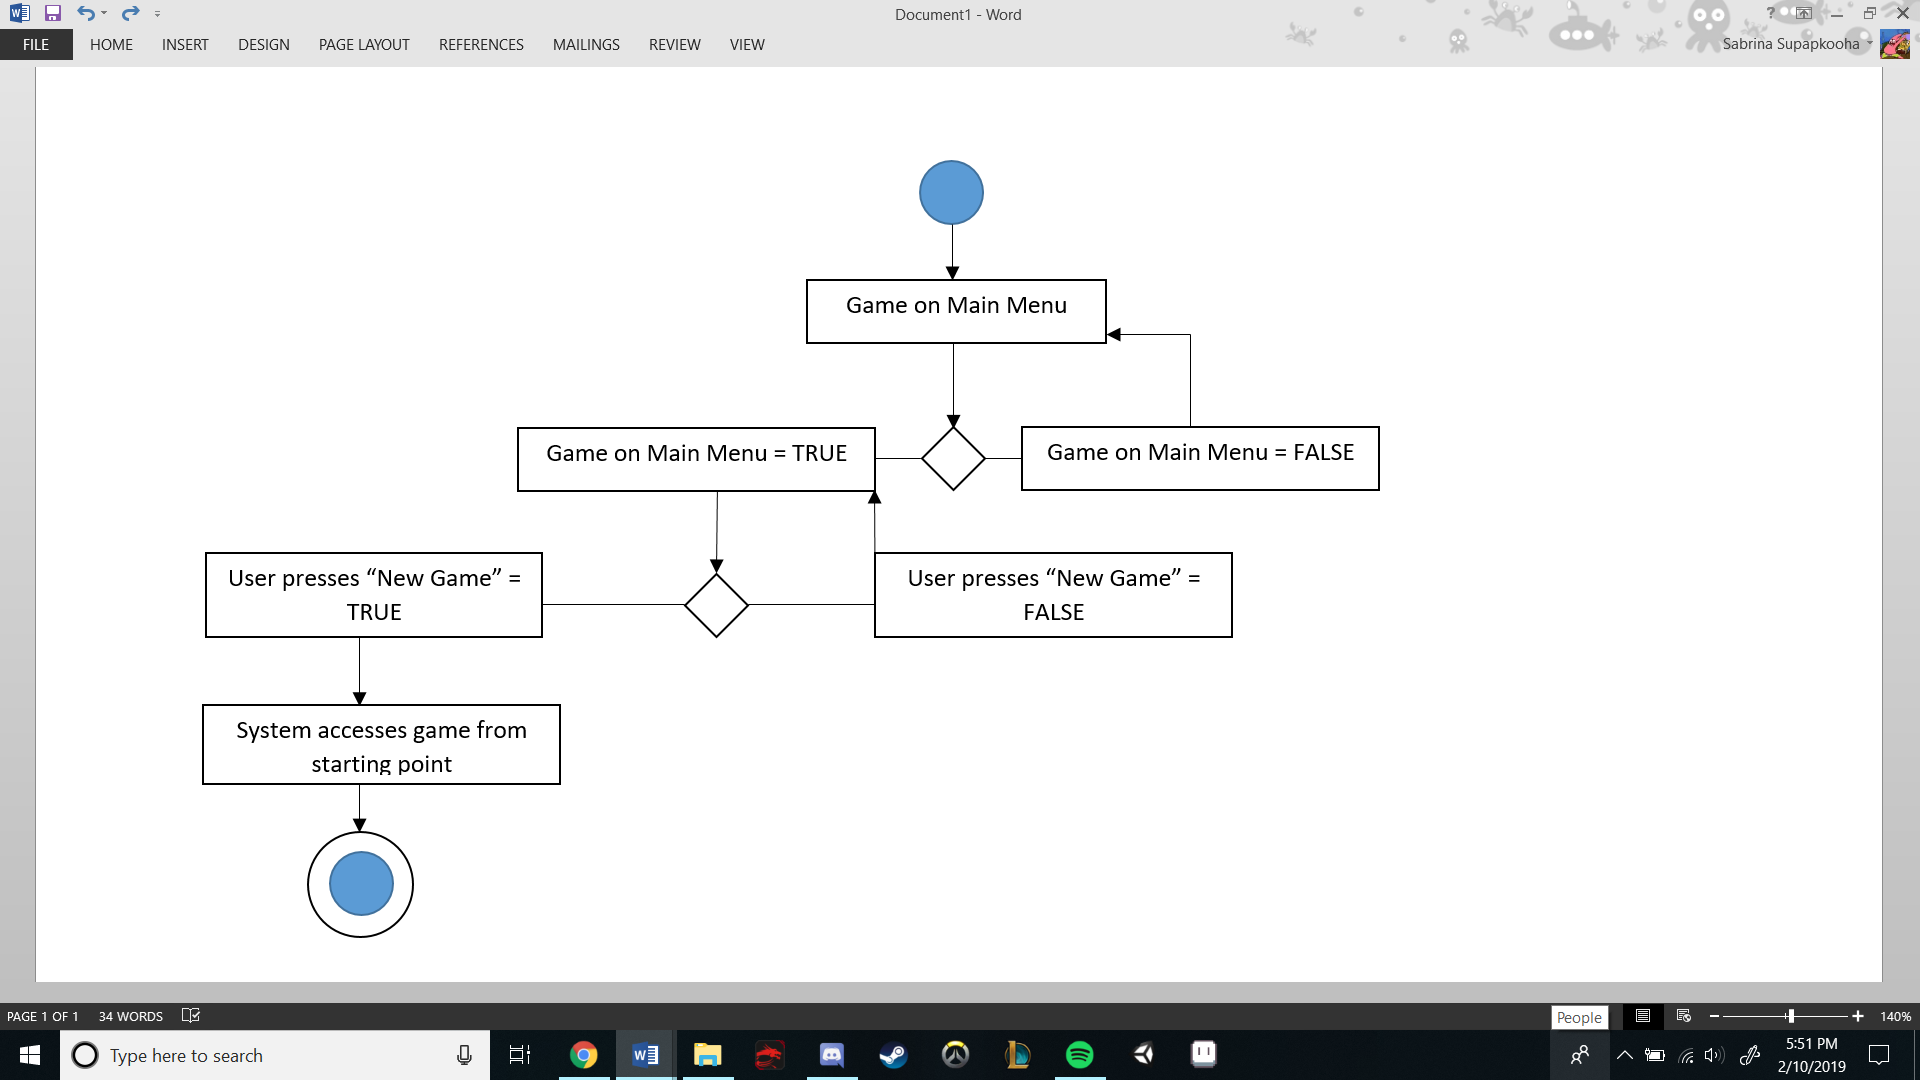 Document1 - Word
?
FILE HOME INSERT DESIGN PAGE LAYOUT REFERENCES MAILINGS REVIEW VIEW
Sabrina Supapkooha
Game on Main Menu
Game on Main Menu = TRUE
Game on Main Menu = FALSE
User presses “New Game” =
TRUE
User presses “New Game” =
FALSE
System accesses game from
starting point
PAGE 1 OF 1 34 WORDS
People
140%
Type here to search
5:51 PM
2/10/2019